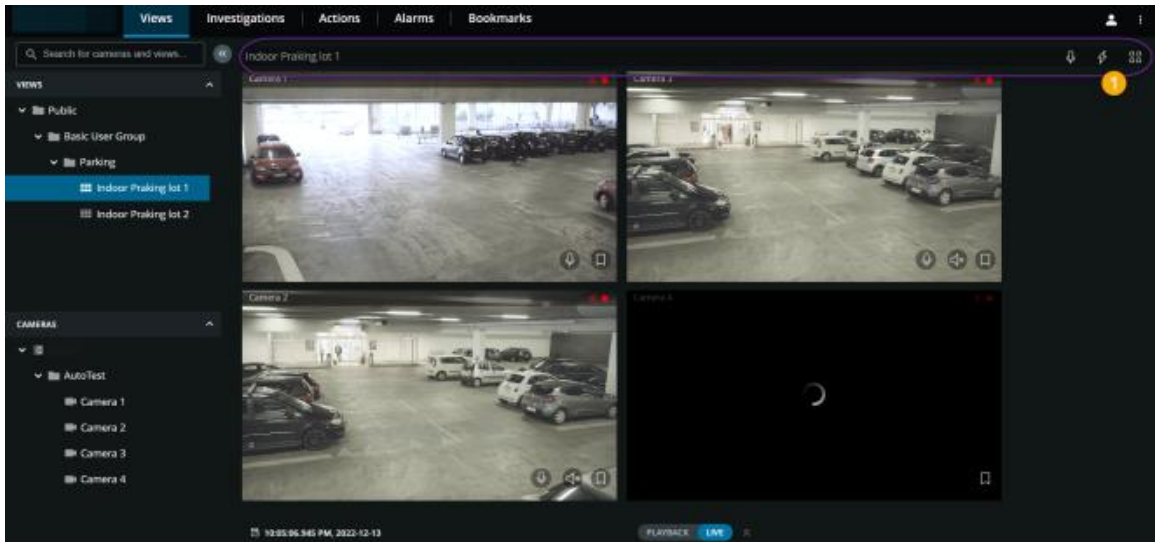 Views Investigations Actions Alarms Bookmarks
Search for cameras and views...
Indoor Praking lot 1
1
VIEWS
Public
Basic User Group
Parking
Indoor Praking lot 1
Indoor Praking lot 2
Camera 1
Camera 3
Camera 2
Camera 4
CAMERAS
AutoTest
Camera 1
Camera 2
Camera 3
Camera 4
10:05:06.945 PM, 2022-12-13
PLAYBACK LIVE